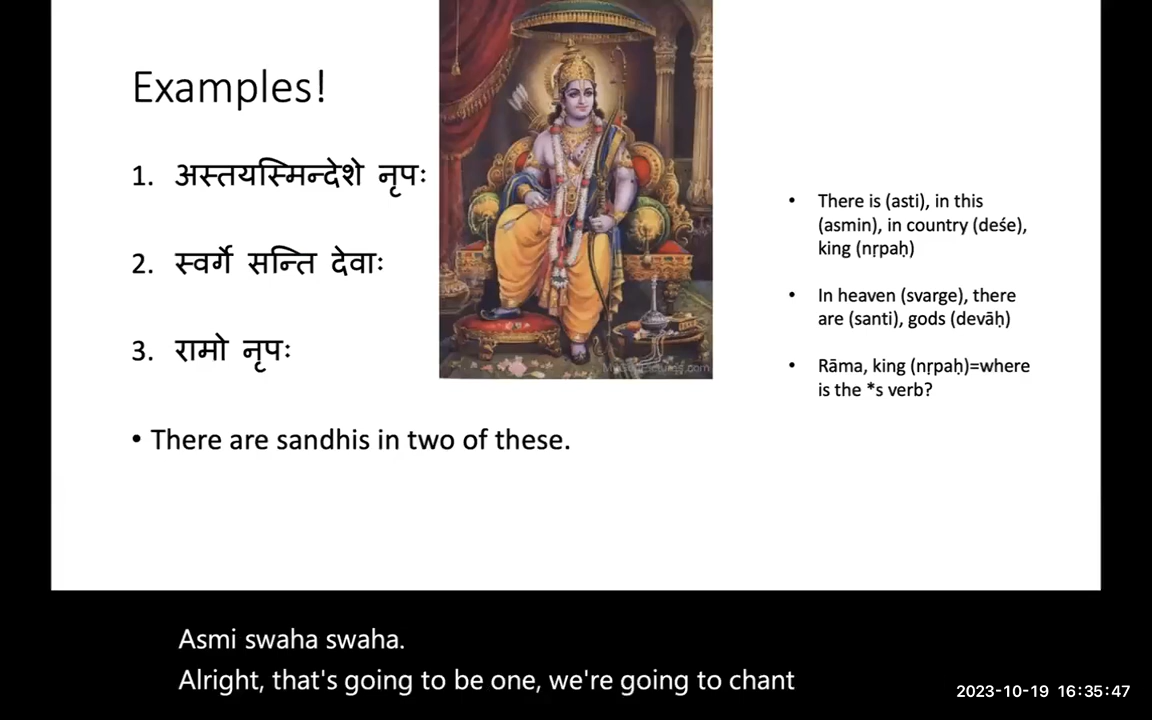 Examples!
1. अस्तयस्मिन्देशे नृपः
2. स्वर्गे सन्ति देवाः
3. रामो नृपः
• There are sandhis in two of these.
• There is (asti), in this
(asmin), in country (deśe),
king (nṛpaḥ)
• In heaven (svarge), there
are (santi), gods (devāḥ)
• Rāma, king (nṛpaḥ)=where
is the *s verb?
Asmi swaha swaha.
Alright, that's going to be one, we're going to chant
2023-10-19 16:35:47